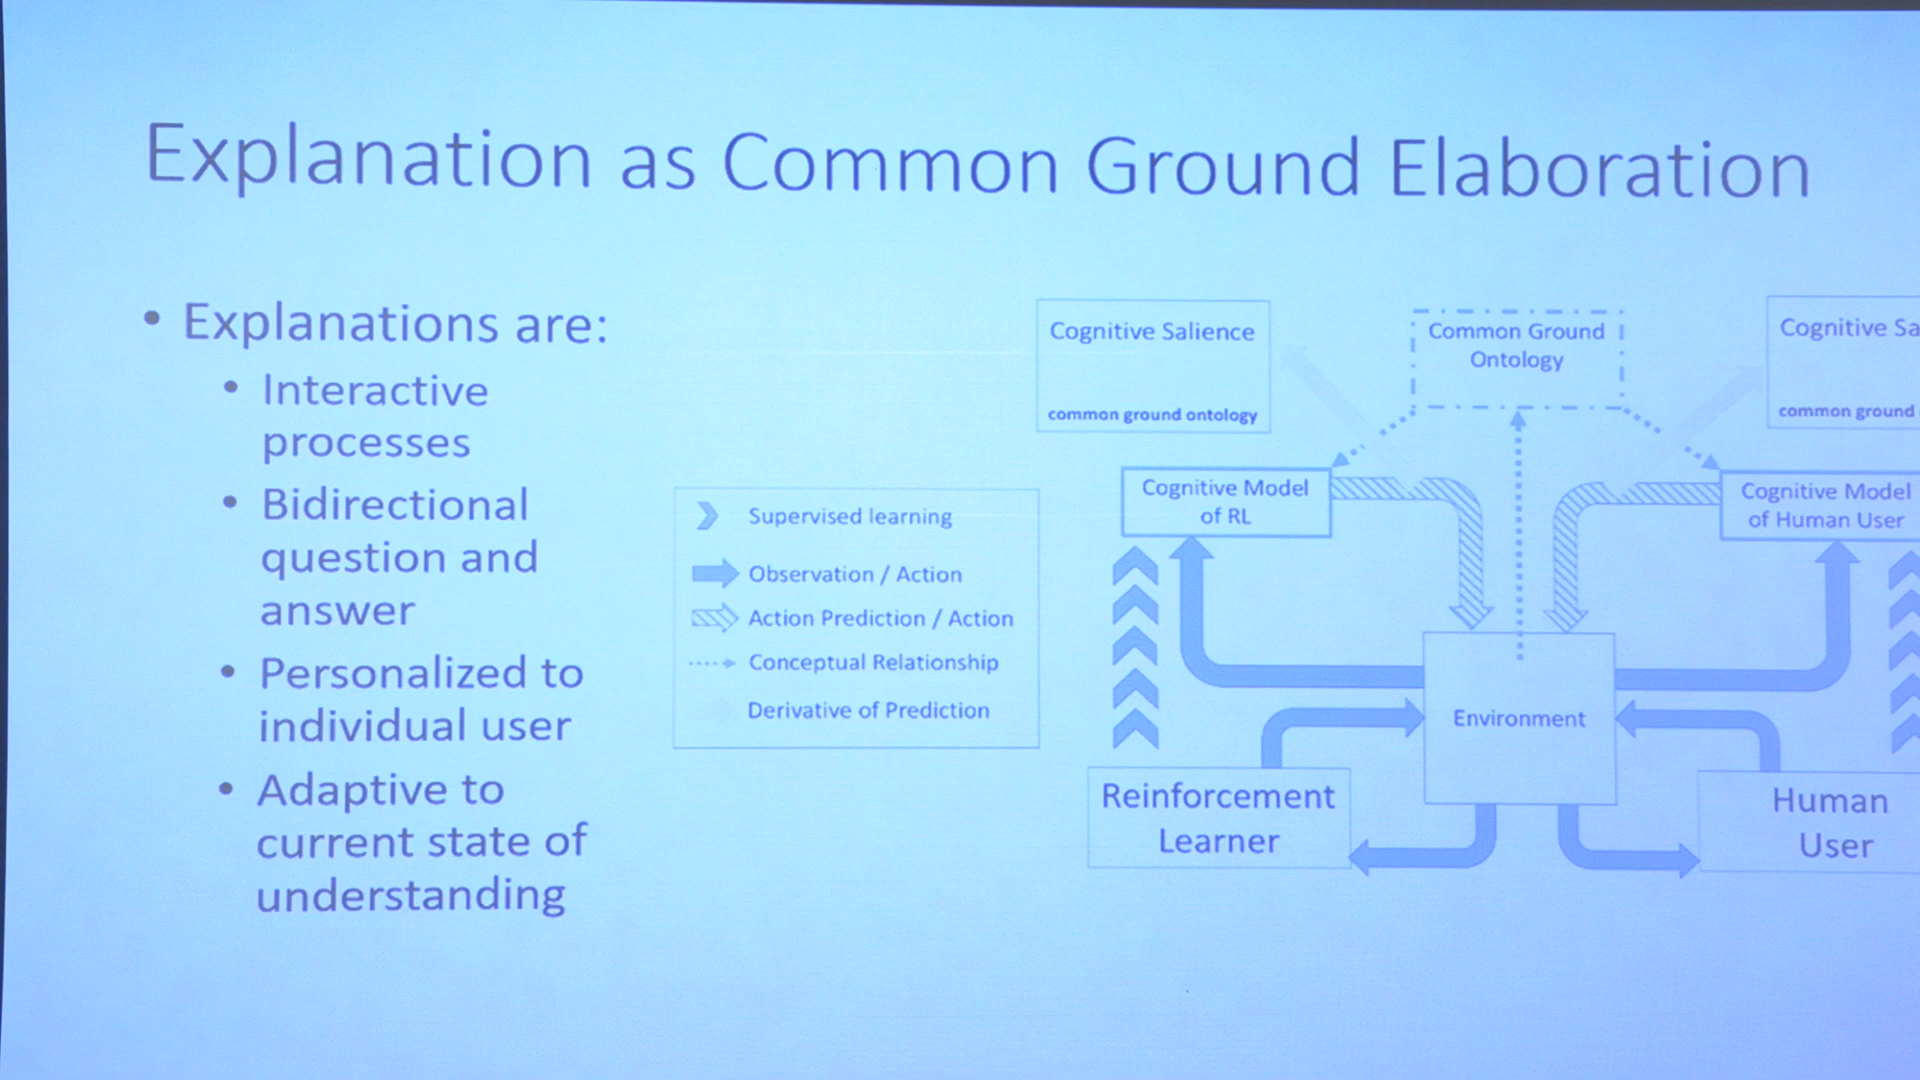 Explanation as Common Ground Elaboration
• Explanations are:
• Interactive
processes
• Bidirectional
question and
answer
• Personalized to
individual user
• Adaptive to
current state of
understanding
Supervised learning
Observation / Action
Action Prediction / Action
Conceptual Relationship
Derivative of Prediction
Cognitive Salience
common ground ontology
Common Ground
Ontology
Cognitive Sa
common ground
Cognitive Model
of RL
Cognitive Model
of Human User
Environment
Reinforcement
Learner
Human
User